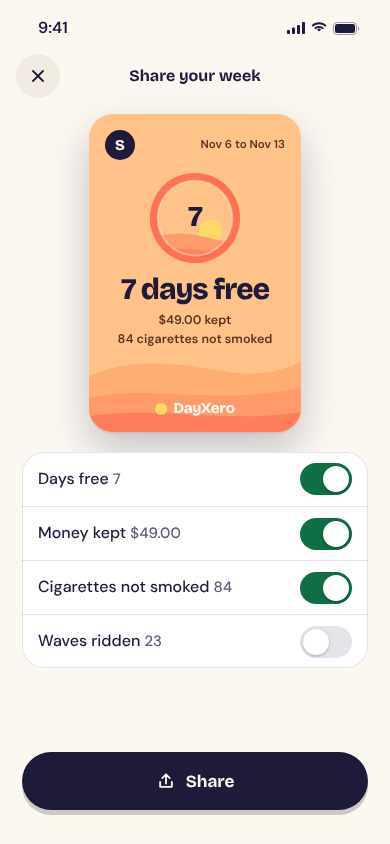 9:41
Share your week
S
Nov 6 to Nov 13
7
7 days free
$49.00 kept
84 cigarettes not smoked
DayXero
Days free 7
Money kept $49.00
Cigarettes not smoked 84
Waves ridden 23
Share